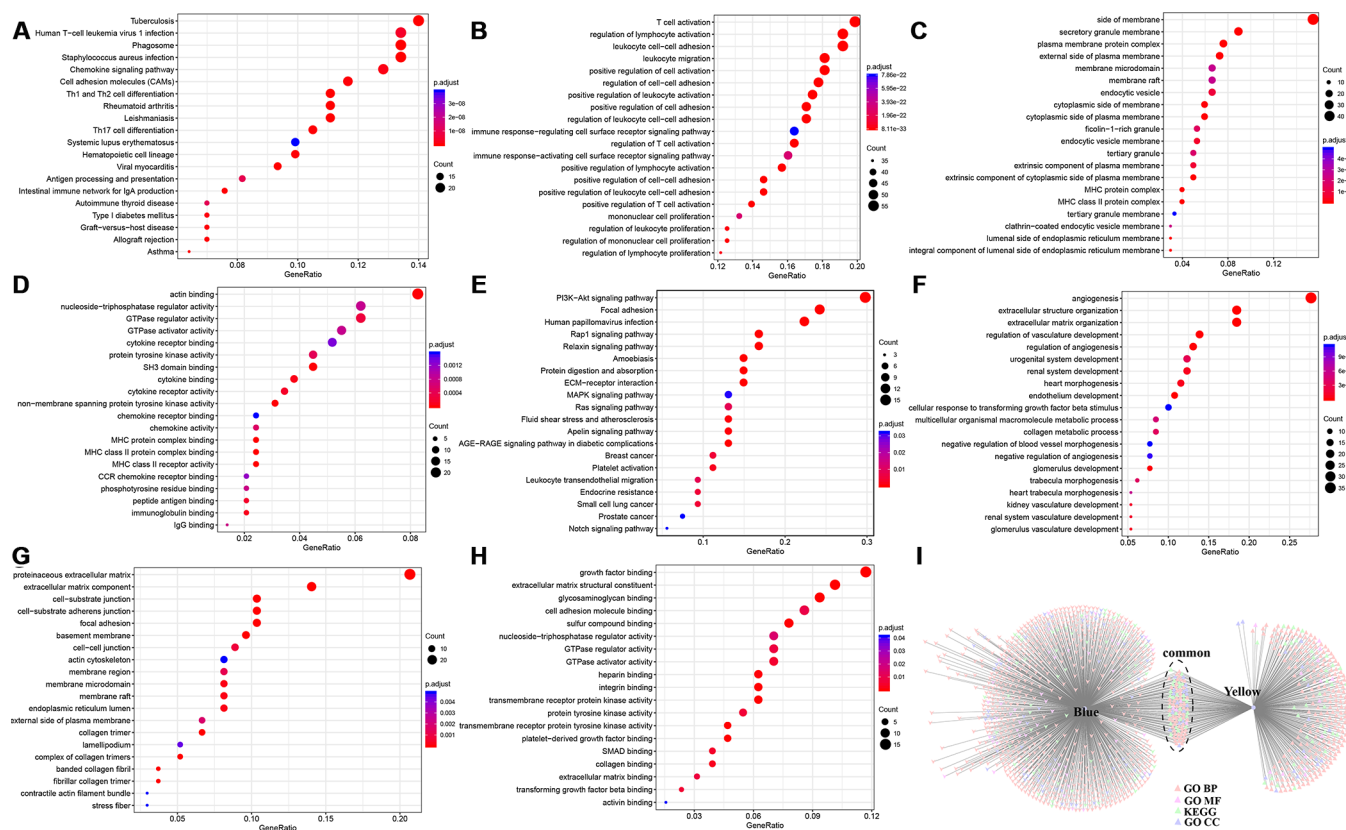 A
Tuberculosis
Human T−cell leukemia virus 1 infection
Phagosome
Staphylococcus aureus infection
Chemokine signaling pathway
Cell adhesion molecules (CAMs)
Th1 and Th2 cell differentiation
Rheumatoid arthritis
Leishmaniasis
Th17 cell differentiation
Systemic lupus erythematosus
Hematopoietic cell lineage
Viral myocarditis
Antigen processing and presentation
Intestinal immune network for IgA production
Autoimmune thyroid disease
Type I diabetes mellitus
Graft−versus−host disease
Allograft rejection
Asthma
0.08 0.10 0.12 0.14
GeneRatio
p.adjust
3e−08
2e−08
1e−08
Count
15
20
B
T cell activation
regulation of lymphocyte activation
leukocyte cell−cell adhesion
leukocyte migration
positive regulation of cell activation
regulation of cell−cell adhesion
positive regulation of leukocyte activation
positive regulation of cell adhesion
regulation of leukocyte cell−cell adhesion
immune response−regulating cell surface receptor signaling pathway
regulation of T cell activation
immune response−activating cell surface receptor signaling pathway
positive regulation of lymphocyte activation
positive regulation of cell−cell adhesion
positive regulation of leukocyte cell−cell adhesion
positive regulation of T cell activation
mononuclear cell proliferation
regulation of leukocyte proliferation
regulation of mononuclear cell proliferation
regulation of lymphocyte proliferation
0.12 0.14 0.16 0.18 0.20
GeneRatio
p.adjust
7.86e−22
5.90e−22
3.93e−22
1.96e−22
8.11e−33
Count
35
40
45
50
55
C
side of membrane
secretory granule membrane
plasma membrane protein complex
external side of plasma membrane
membrane microdomain
membrane raft
endocytic vesicle
cytoplasmic side of membrane
cytoplasmic side of plasma membrane
ficolin−1−rich granule
endocytic vesicle membrane
tertiary granule
extrinsic component of plasma membrane
extrinsic component of cytoplasmic side of plasma membrane
MHC protein complex
MHC class II protein complex
tertiary granule membrane
clathrin−coated endocytic vesicle membrane
lumenal side of endoplasmic reticulum membrane
integral component of lumenal side of endoplasmic reticulum membrane
0.04 0.08 0.12
GeneRatio
Count
10
20
30
40
p.adjust
4e−
2e−
D
actin binding
nucleoside−triphosphatase regulator activity
GTPase regulator activity
GTPase activator activity
cytokine receptor binding
protein tyrosine kinase activity
SH3 domain binding
cytokine binding
cytokine receptor activity
non−membrane spanning protein tyrosine kinase activity
chemokine receptor binding
chemokine activity
MHC protein complex binding
MHC class II protein complex binding
MHC class II receptor activity
CCR chemokine receptor binding
phosphotyrosine residue binding
peptide antigen binding
immunoglobulin binding
IgG binding
0.02 0.04 0.06 0.08
GeneRatio
p.adjust
0.0012
0.0008
0.0004
Count
5
10
15
20
E
PI3K−Akt signaling pathway
Focal adhesion
Human papillomavirus infection
Rap1 signaling pathway
Relaxin signaling pathway
Amoebiasis
Protein digestion and absorption
ECM−receptor interaction
MAPK signaling pathway
Ras signaling pathway
Fluid shear stress and atherosclerosis
Apelin signaling pathway
AGE−RAGE signaling pathway in diabetic complications
Breast cancer
Platelet activation
Leukocyte transendothelial migration
Endocrine resistance
Small cell lung cancer
Prostate cancer
Notch signaling pathway
0.1 0.2 0.3
GeneRatio
Count
3
6
9
12
15
p.adjust
0.03
0.02
0.01
F
angiogenesis
extracellular structure organization
extracellular matrix organization
regulation of vasculature development
regulation of angiogenesis
urogenital system development
renal system development
heart morphogenesis
endothelium development
cellular response to transforming growth factor beta stimulus
multicellular organismal macromolecule metabolic process
collagen metabolic process
negative regulation of blood vessel morphogenesis
negative regulation of angiogenesis
glomerulus development
trabecula morphogenesis
heart trabecula morphogenesis
kidney vasculature development
renal system vasculature development
glomerulus vasculature development
0.05 0.10 0.15 0.20 0.25
GeneRatio
p.adjust
9e−
6e−
3e−
Count
10
15
20
25
30
35
G
proteinaceous extracellular matrix
extracellular matrix component
cell−substrate junction
cell−substrate adherens junction
focal adhesion
basement membrane
cell−cell junction
actin cytoskeleton
membrane region
membrane microdomain
membrane raft
endoplasmic reticulum lumen
external side of plasma membrane
collagen trimer
lamellipodium
complex of collagen trimers
banded collagen fibril
fibrillar collagen trimer
contractile actin filament bundle
stress fiber
0.05 0.10 0.15 0.20
GeneRatio
Count
10
20
p.adjust
0.004
0.003
0.002
0.001
H
growth factor binding
extracellular matrix structural constituent
glycosaminoglycan binding
cell adhesion molecule binding
sulfur compound binding
nucleoside−triphosphatase regulator activity
GTPase regulator activity
GTPase activator activity
heparin binding
integrin binding
transmembrane receptor protein kinase activity
protein tyrosine kinase activity
transmembrane receptor protein tyrosine kinase activity
platelet−derived growth factor binding
SMAD binding
collagen binding
extracellular matrix binding
transforming growth factor beta binding
activin binding
0.03 0.06 0.09 0.12
GeneRatio
p.adjust
0.04
0.03
0.02
0.01
Count
5
10
15
I
common
Yellow
Blue
GO BP
GO MF
KEGG
GO CC